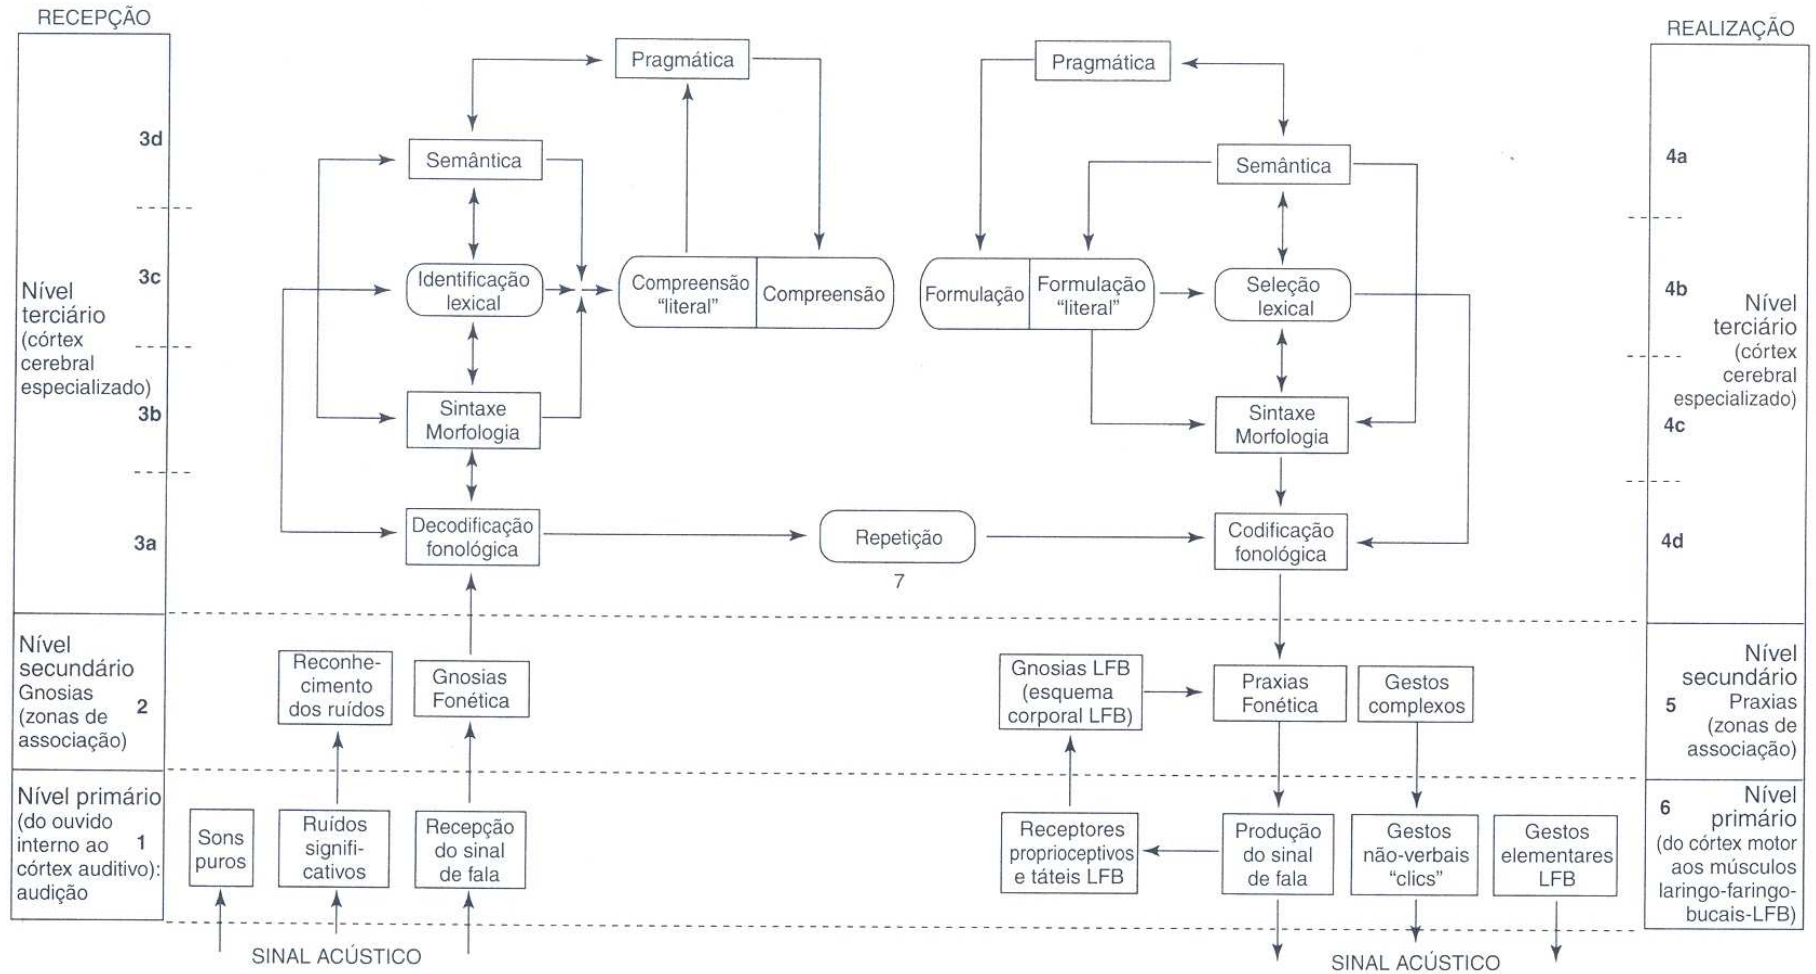 RECEPÇÃO
REALIZAÇÃO
Nível
terciário
(córtex
cerebral
especializado)
3d
3c
3b
3a
Pragmática
Semântica
Identificação
lexical
Compreensão
"literal"
Compreensão
Sintaxe
Morfologia
Decodificação
fonológica
Repetição
7
Pragmática
Semântica
Formulação
Formulação
"literal"
Seleção
lexical
Sintaxe
Morfologia
Codificação
fonológica
4a
4b
4c
4d
Nível
terciário
(córtex
cerebral
especializado)
Nível
secundário
Gnosias
(zonas de
associação)
2
Reconhe-
cimento
dos ruídos
Gnosias
Fonética
Gnosias LFB
(esquema
corporal LFB)
Praxias
Fonética
Gestos
complexos
5
Nível
secundário
Praxias
(zonas de
associação)
Nível primário
(do ouvido
interno ao
córtex auditivo):
audição
1
Sons
puros
Ruídos
signifi-
cativos
Recepção
do sinal
de fala
Receptores
proprioceptivos
e táteis LFB
Produção
do sinal
de fala
Gestos
não-verbais
"clics"
Gestos
elementares
LFB
6
Nível
primário
(do córtex motor
aos músculos
laringo-faringo-
bucais-LFB)
SINAL ACÚSTICO
SINAL ACÚSTICO